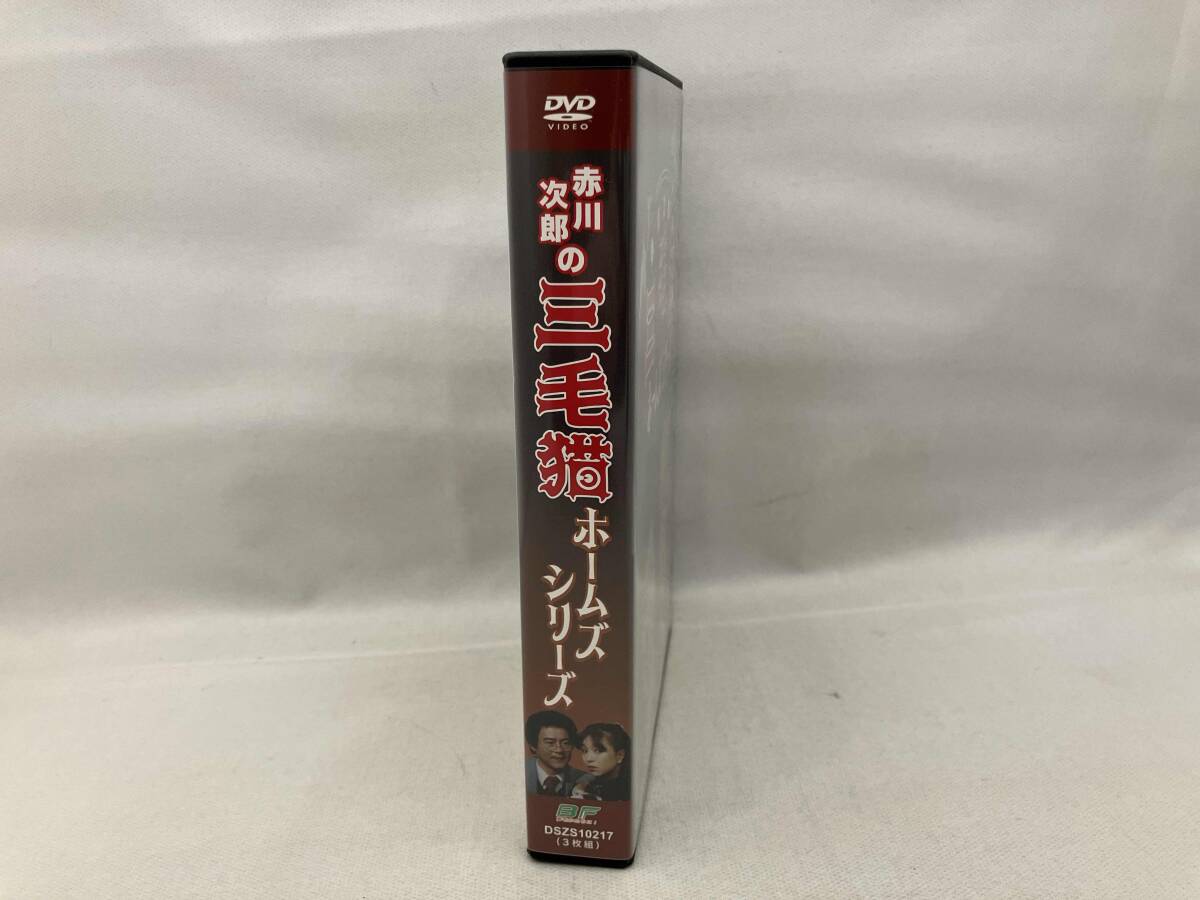 DVD
VIDEO
赤川
次郎の
三毛猫
ホームズ
シリーズ
BF
DSZS10217
(3枚組)